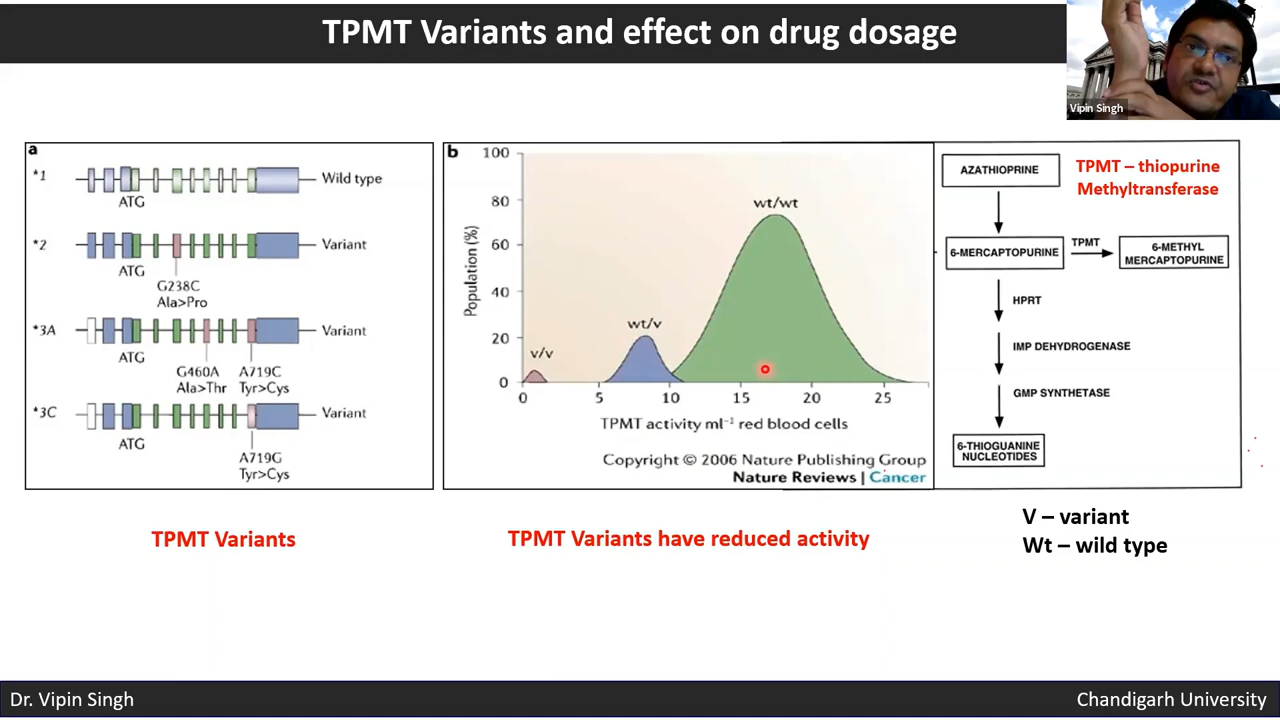 TPMT Variants and effect on drug dosage
Vipin Singh
a
*1
Wild type
ATG
*2
Variant
ATG
G238C
Ala>Pro
*3A
Variant
ATG
G460A
Ala>Thr
A719C
Tyr>Cys
*3C
Variant
ATG
A719G
Tyr>Cys
b
Population (%)
100
80
60
40
20
0
v/v
wt/v
wt/wt
0 5 10 15 20 25
TPMT activity ml⁻¹ red blood cells
Copyright © 2006 Nature Publishing Group
Nature Reviews | Cancer
TPMT – thiopurine
Methyltransferase
AZATHIOPRINE
6-MERCAPTOPURINE
TPMT
6-METHYL
MERCAPTOPURINE
HPRT
IMP DEHYDROGENASE
GMP SYNTHETASE
6-THIOGUANINE
NUCLEOTIDES
TPMT Variants
TPMT Variants have reduced activity
V – variant
Wt – wild type
Dr. Vipin Singh
Chandigarh University